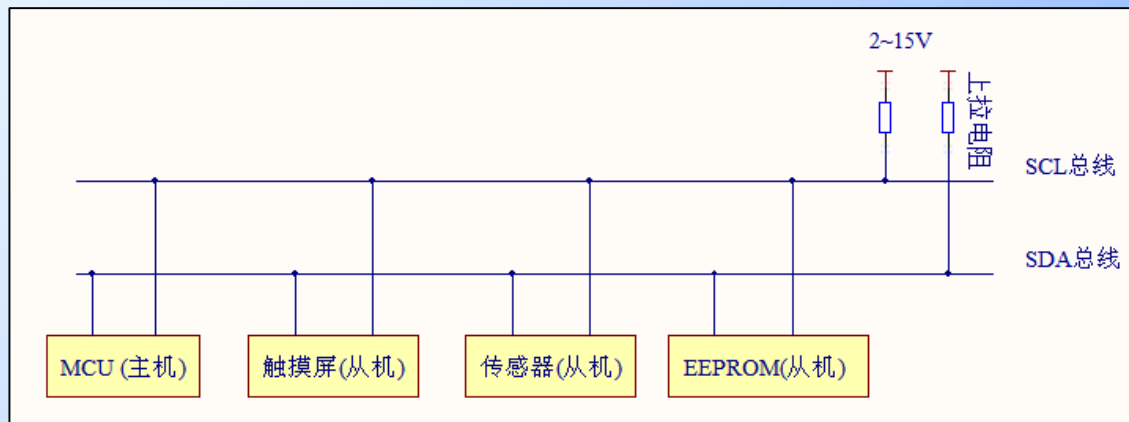 2~15V
上拉电阻
SCL总线
SDA总线
MCU (主机)
触摸屏(从机)
传感器(从机)
EEPROM(从机)